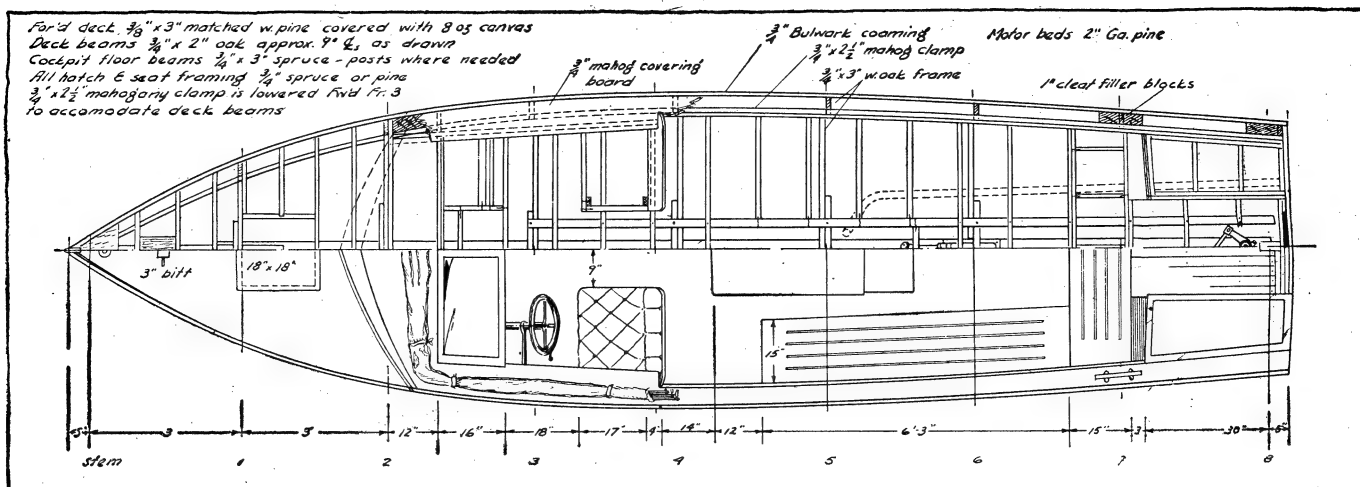 For'd deck 3/8" x 3" matched w. pine covered with 8 oz canvas
Deck beams 3/4" x 2" oak approx. 9" ℄s as drawn
Cockpit floor beams 3/4" x 3" spruce - posts where needed
All hatch & seat framing 3/4" spruce or pine
3/4" x 2 1/2" mahogany clamp is lowered Fw'd Fr. 3
to accomodate deck beams
3/4" mahog covering
board
3/4" Bulwark coaming
3/4" x 2 1/2" mahog clamp
3/4" x 3" w.oak frame
Motor beds 2" Ga. pine
1" cleat filler blocks
3" bitt
18" x 18"
9"
15"
5" 3 3' 12" 16" 18" 17" 4" 14" 12" 6'-3" 15" 3 30" 6"
stem 1 2 3 4 5 6 7 8